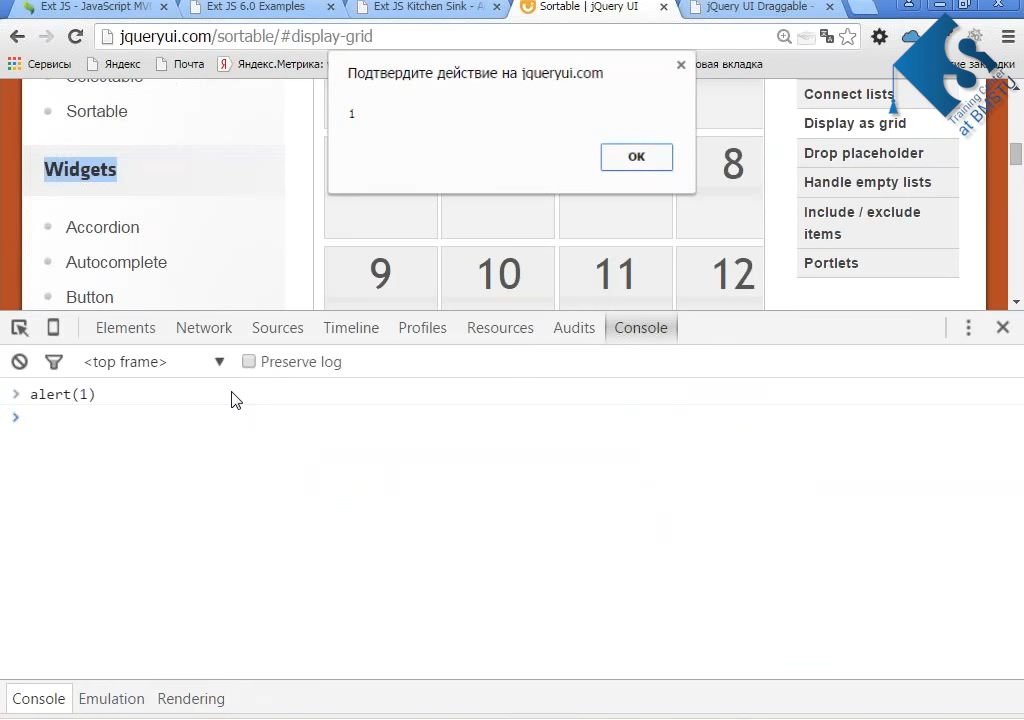 Ext JS - JavaScript MV
Ext JS 6.0 Examples
Ext JS Kitchen Sink - A
Sortable | jQuery UI
jQuery UI Draggable -
jqueryui.com/sortable/#display-grid
Сервисы
Яндекс
Почта
Яндекс.Метрика:
овая вкладка
Selectable
Sortable
Widgets
Accordion
Autocomplete
Button
Подтвердите действие на jqueryui.com
1
OK
8
9 10 11 12
Connect lists
Display as grid
Drop placeholder
Handle empty lists
Include / exclude
items
Portlets
Training Center
at BMSTU
Elements Network Sources Timeline Profiles Resources Audits Console
<top frame> Preserve log
alert(1)
Console Emulation Rendering